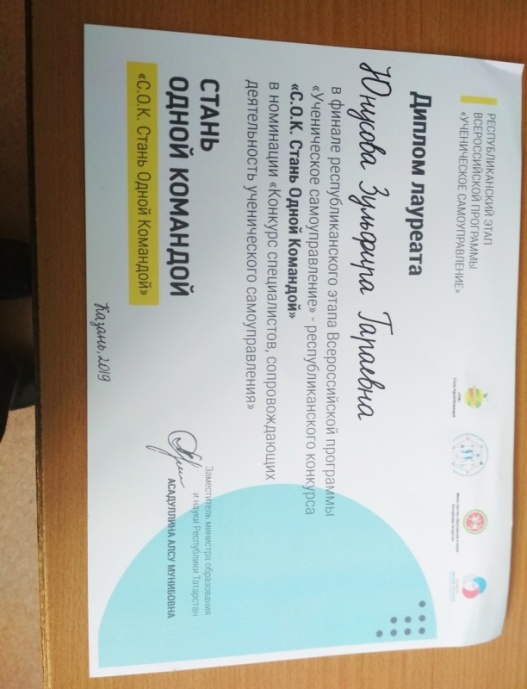 РЕСПУБЛИКАНСКИЙ ЭТАП
ВСЕРОССИЙСКОЙ ПРОГРАММЫ
«УЧЕНИЧЕСКОЕ САМОУПРАВЛЕНИЕ»
Диплом лауреата
Юнусова Зульфира Тагаевна
в финале республиканского этапа Всероссийской программы
«Ученическое самоуправление» - республиканского конкурса
«С.О.К. Стань Одной Командой»
в номинации «Конкурс специалистов, сопровождающих
деятельность ученического самоуправления»
СТАНЬ
ОДНОЙ КОМАНДОЙ
«С.О.К. Стань Одной Командой»
Заместитель министра образования
и науки Республики Татарстан
АСАДУЛЛИНА АЛСУ МУНИБОВНА
Казань, 2019